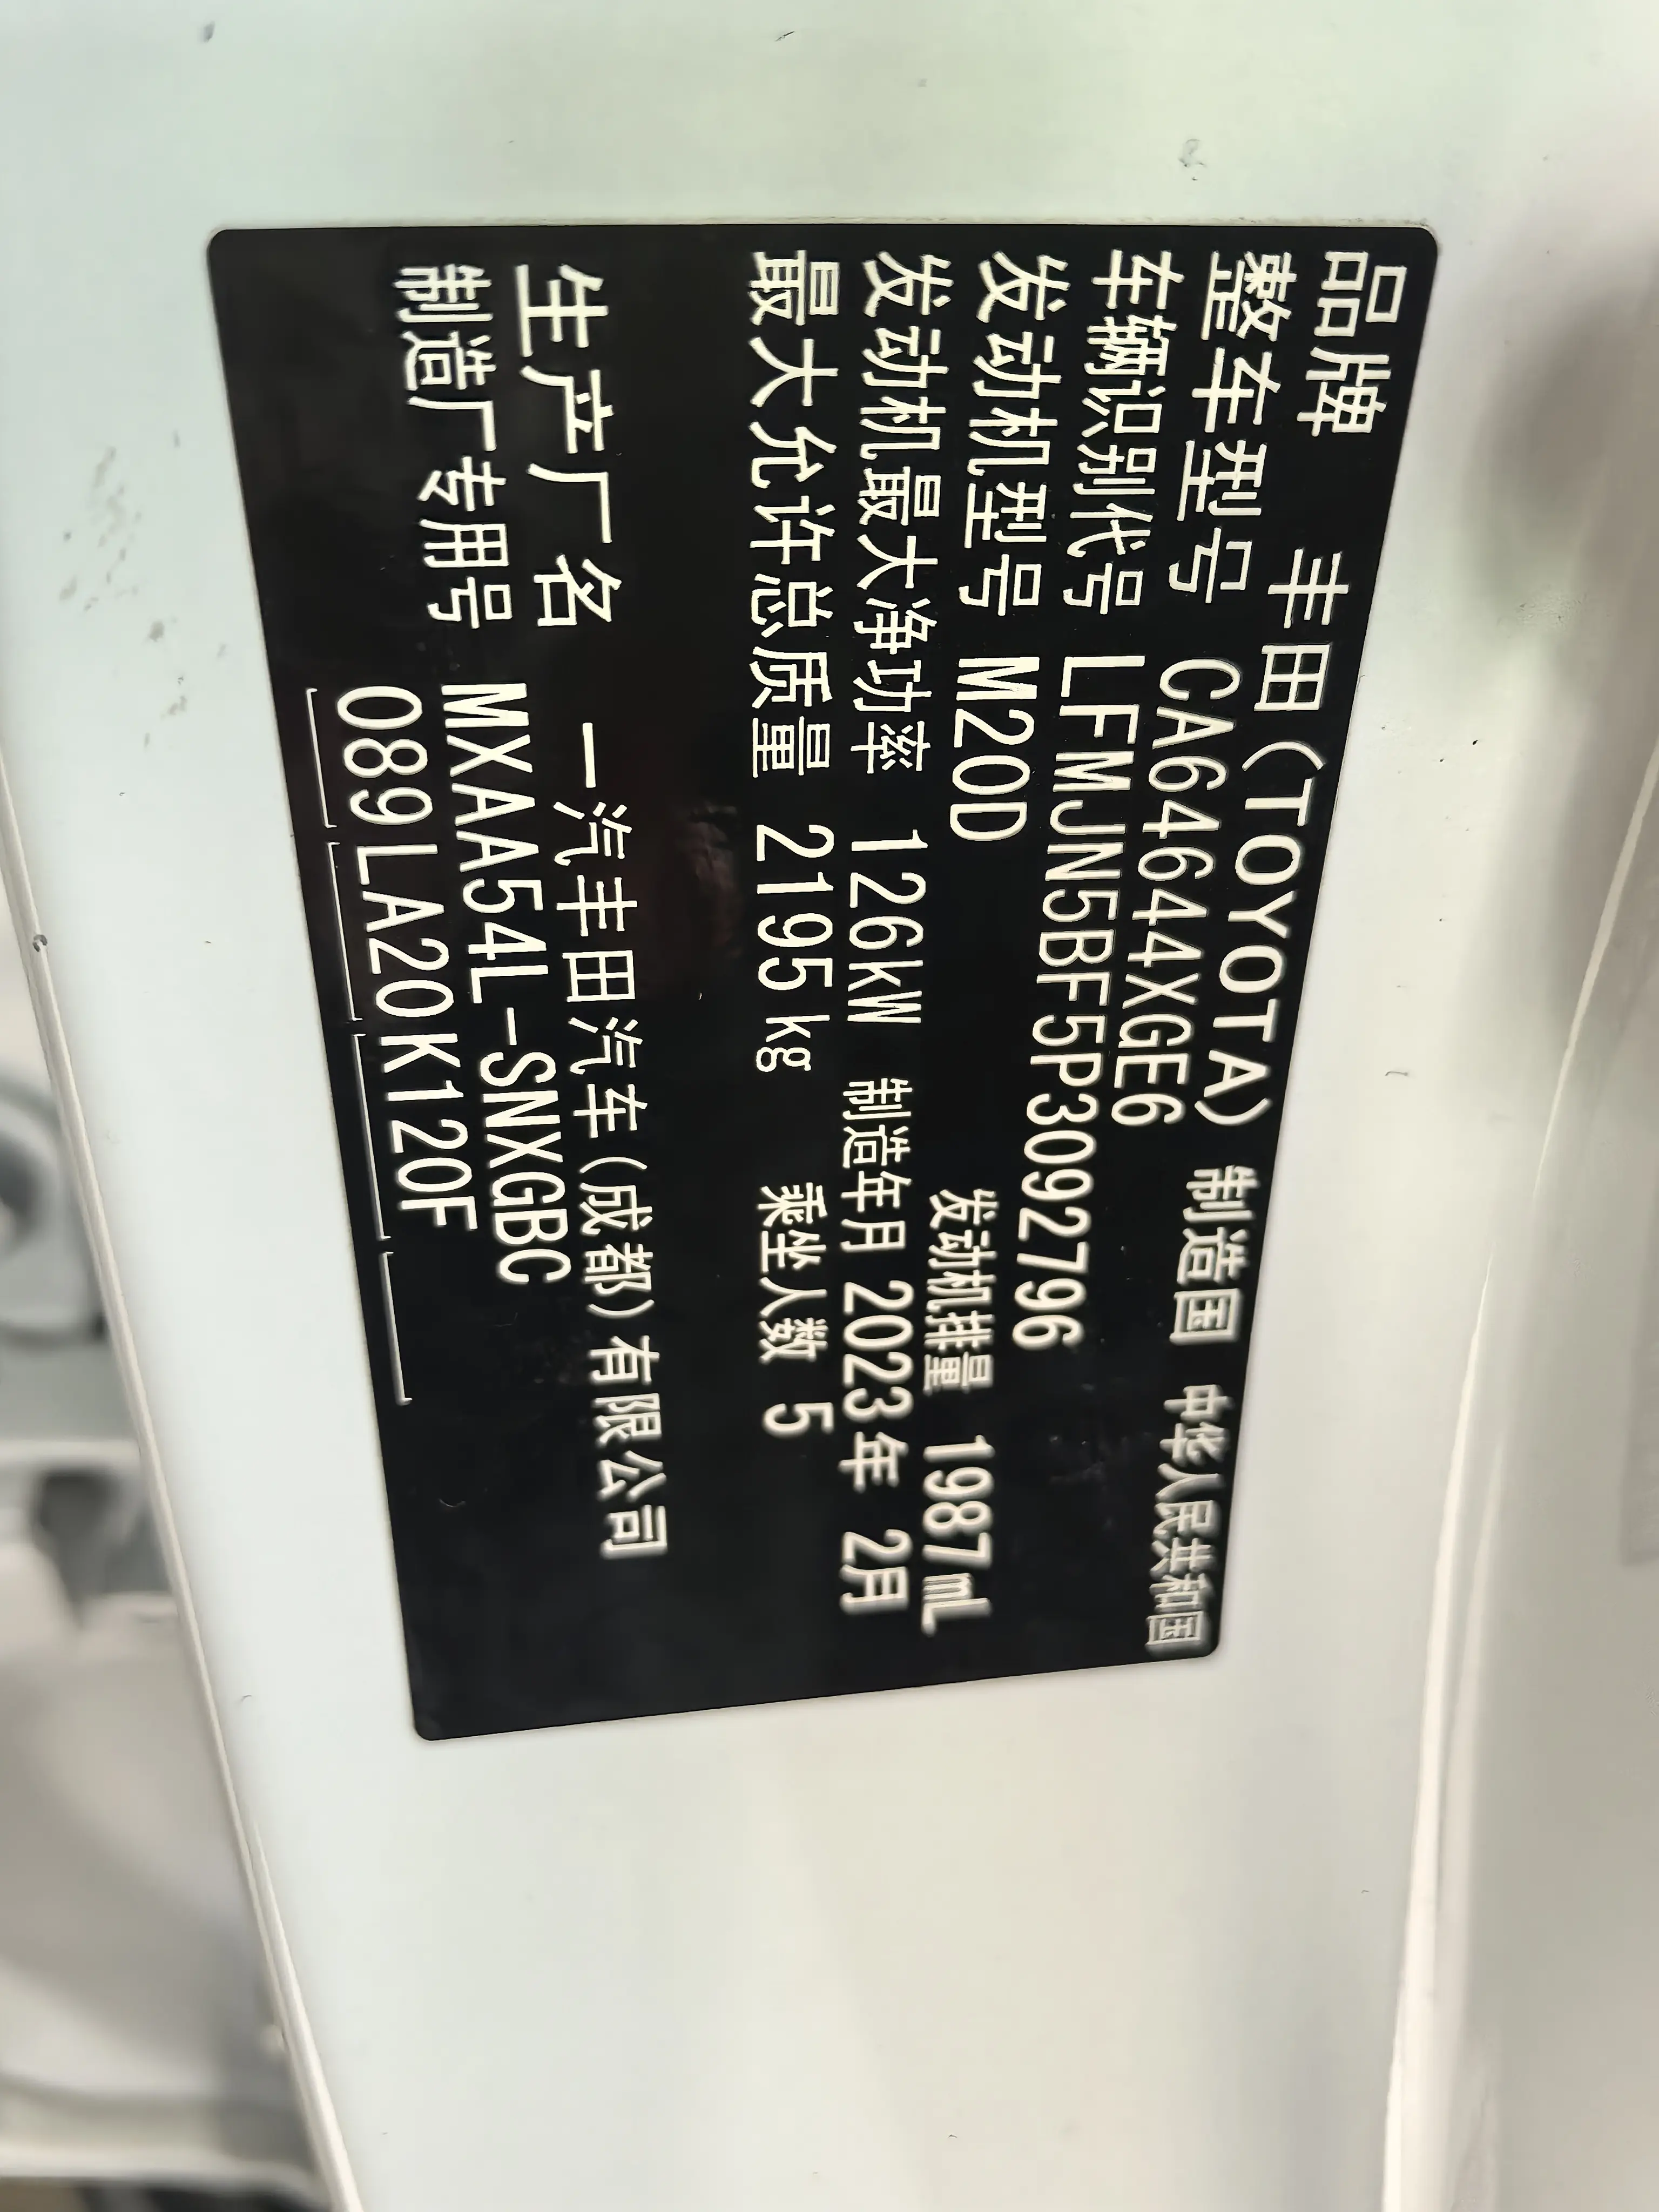 品牌 丰田(TOYOTA) 制造国 中华人民共和国
整车型号 CA64644XGE6
车辆识别代号 LFMJN5BF5P3092796
发动机型号 M20D 发动机排量 1987mL
发动机最大净功率 126kW 制造年月 2023年 2月
最大允许总质量 2195kg 乘坐人数 5
生产厂名 一汽丰田汽车(成都)有限公司
制造厂专用号 MXAA54L-SNXGBC
089LA20K120F